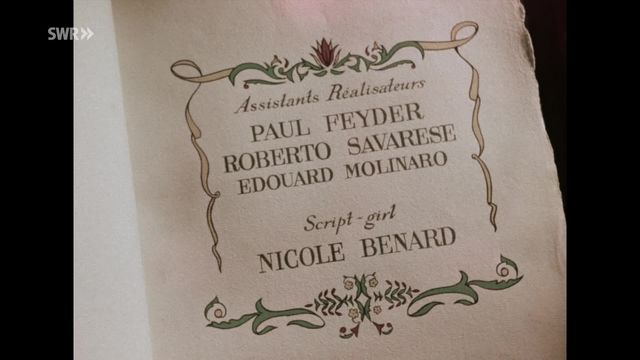 SWR»
Assistants Réalisateurs
PAUL FEYDER
ROBERTO SAVARESE
EDOUARD MOLINARO
Script-girl
NICOLE BENARD